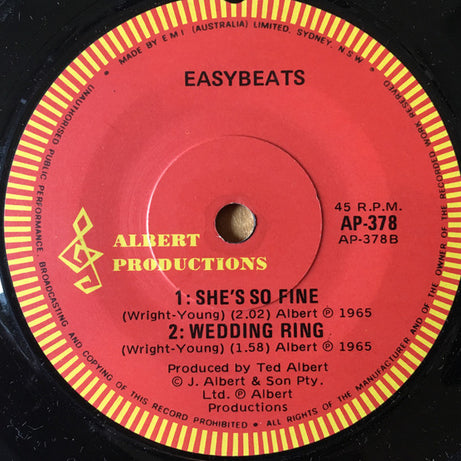 MADE BY E M I (AUSTRALIA) LIMITED, SYDNEY, N.S.W. • UNAUTHORISED PUBLIC PERFORMANCE, BROADCASTING AND COPYING OF THIS RECORD PROHIBITED • ALL RIGHTS OF THE MANUFACTURER AND OF THE OWNER OF THE RECORDED WORK RESERVED •
EASYBEATS
45 R.P.M.
AP-378
AP-378B
ALBERT
PRODUCTIONS
1: SHE'S SO FINE
(Wright-Young) (2.02) Albert ℗ 1965
2: WEDDING RING
(Wright-Young) (1.58) Albert ℗ 1965
Produced by Ted Albert
© J. Albert & Son Pty.
Ltd. ℗ Albert
Productions